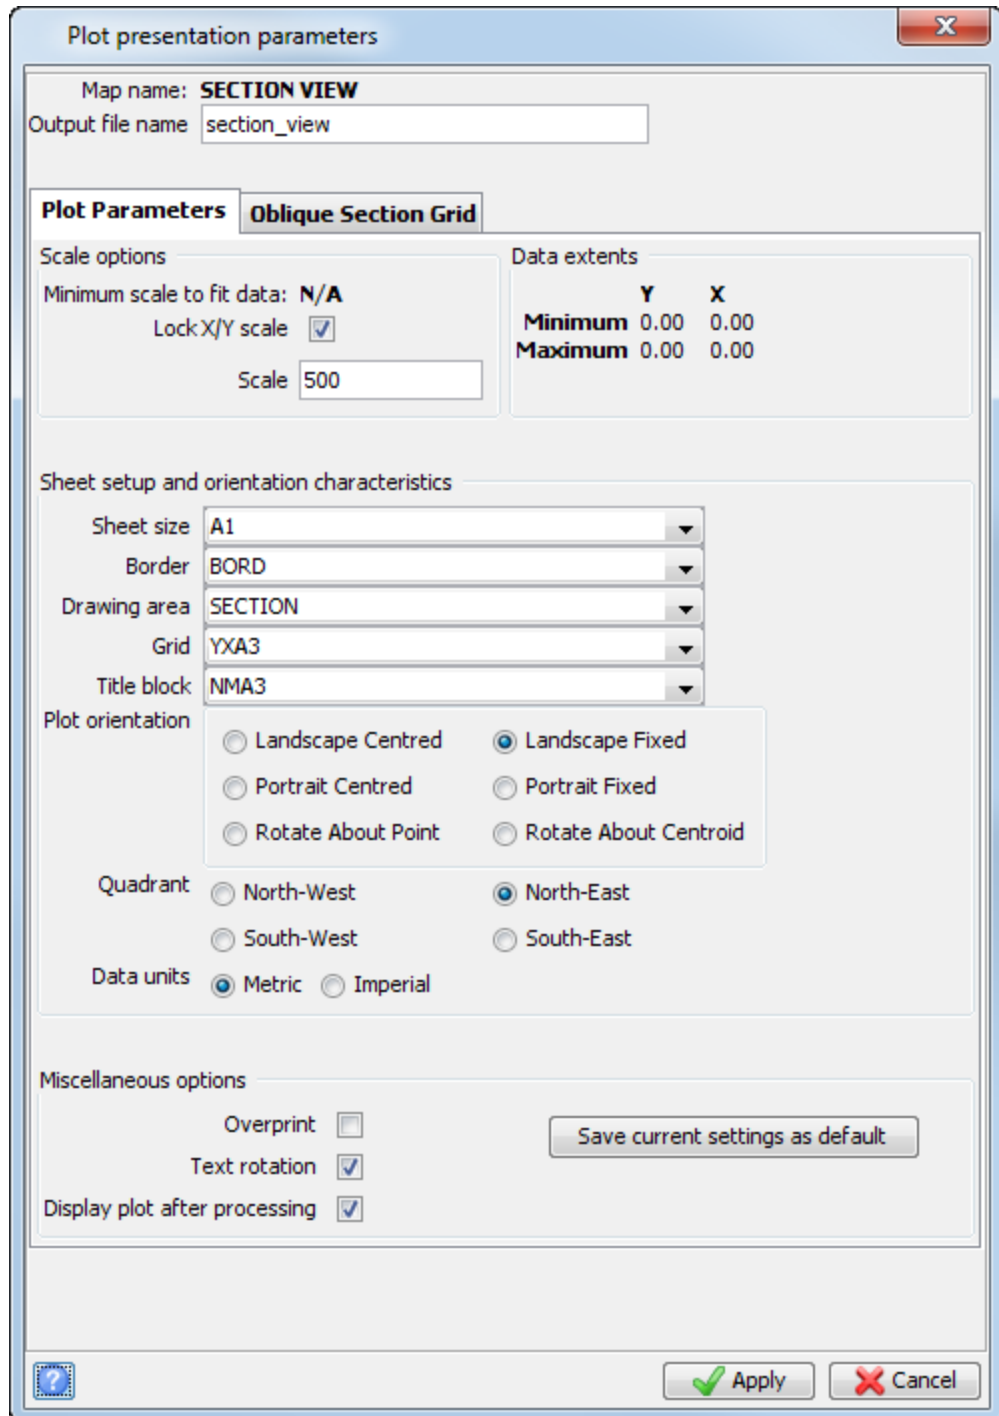 Plot presentation parameters
Map name: SECTION VIEW
Output file name section_view
Plot Parameters Oblique Section Grid
Scale options
Minimum scale to fit data: N/A
Lock X/Y scale
Scale 500
Data extents
Y X
Minimum 0.00 0.00
Maximum 0.00 0.00
Sheet setup and orientation characteristics
Sheet size A1
Border BORD
Drawing area SECTION
Grid YXA3
Title block NMA3
Plot orientation
Landscape Centred Landscape Fixed
Portrait Centred Portrait Fixed
Rotate About Point Rotate About Centroid
Quadrant North-West North-East
South-West South-East
Data units Metric Imperial
Miscellaneous options
Overprint
Text rotation
Display plot after processing
Save current settings as default
? Apply Cancel